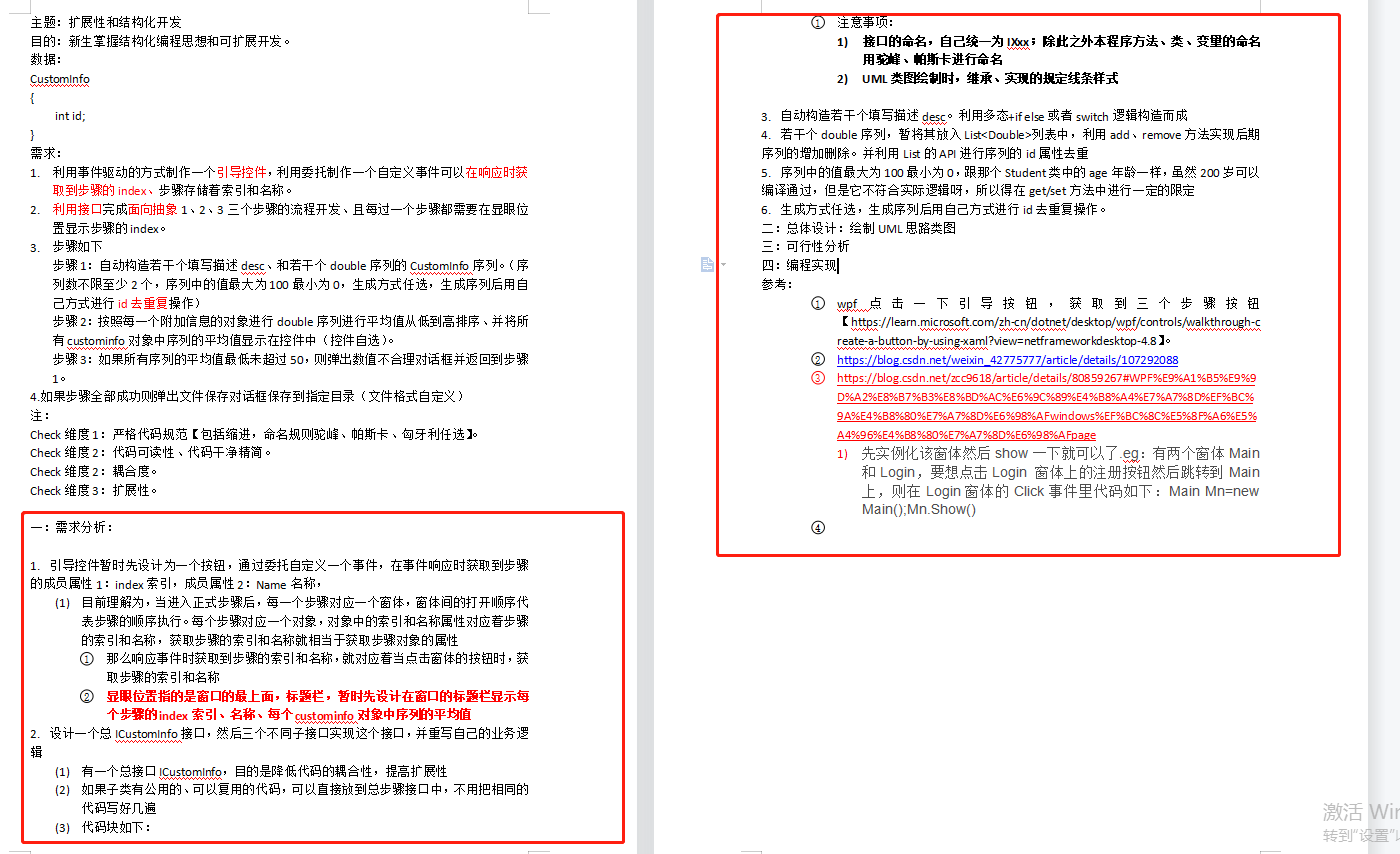 主题：扩展性和结构化开发
目的：新生掌握结构化编程思想和可扩展开发。
数据：
CustomInfo
{
int id;
}
需求：
1. 利用事件驱动的方式制作一个引导控件，利用委托制作一个自定义事件可以在响应时获
取到步骤的 index、步骤存储着索引和名称。
2. 利用接口完成面向抽象 1、2、3 三个步骤的流程开发、且每过一个步骤都需要在显眼位
置显示步骤的 index。
3. 步骤如下
步骤 1：自动构造若干个填写描述 desc、和若干个 double 序列的 CustomInfo 序列。（序
列数不限至少 2 个，序列中的值最大为 100 最小为 0，生成方式任选，生成序列后用自
己方式进行 id 去重复操作）
步骤 2：按照每一个附加信息的对象进行 double 序列进行平均值从低到高排序、并将所
有 custominfo 对象中序列的平均值显示在控件中（控件自选）。
步骤 3：如果所有序列的平均值最低未超过 50，则弹出数值不合理对话框并返回到步骤
1。
4.如果步骤全部成功则弹出文件保存对话框保存到指定目录（文件格式自定义）
注：
Check 维度 1：严格代码规范【包括缩进，命名规则驼峰、帕斯卡、匈牙利任选】。
Check 维度 2：代码可读性、代码干净精简。
Check 维度 2：耦合度。
Check 维度 3：扩展性。
一：需求分析：
1. 引导控件暂时先设计为一个按钮，通过委托自定义一个事件，在事件响应时获取到步骤
的成员属性 1：index 索引，成员属性 2：Name 名称，
(1) 目前理解为，当进入正式步骤后，每一个步骤对应一个窗体，窗体间的打开顺序代
表步骤的顺序执行。每个步骤对应一个对象，对象中的索引和名称属性对应着步骤
的索引和名称，获取步骤的索引和名称就相当于获取步骤对象的属性
① 那么响应事件时获取到步骤的索引和名称，就对应着当点击窗体的按钮时，获
取步骤的索引和名称
② 显眼位置指的是窗口的最上面，标题栏，暂时先设计在窗口的标题栏显示每
个步骤的 index 索引、名称、每个 custominfo 对象中序列的平均值
2. 设计一个总 ICustomInfo 接口，然后三个不同子接口实现这个接口，并重写自己的业务逻
辑
(1) 有一个总接口 ICustomInfo，目的是降低代码的耦合性，提高扩展性
(2) 如果子类有公用的、可以复用的代码，可以直接放到总步骤接口中，不用把相同的
代码写好几遍
(3) 代码块如下：
① 注意事项：
1) 接口的命名，自己统一为 IXxx；除此之外本程序方法、类、变量的命名
用驼峰、帕斯卡进行命名
2) UML 类图绘制时，继承、实现的规定线条样式
3. 自动构造若干个填写描述 desc。利用多态+if else 或者 switch 逻辑构造而成
4. 若干个 double 序列，暂将其放入 List<Double>列表中，利用 add、remove 方法实现后期
序列的增加删除。并利用 List 的 API 进行序列的 id 属性去重
5. 序列中的值最大为 100 最小为 0，跟那个 Student 类中的 age 年龄一样，虽然 200 岁可以
编译通过，但是它不符合实际逻辑呀，所以得在 get/set 方法中进行一定的限定
6. 生成方式任选，生成序列后用自己方式进行 id 去重复操作。
二：总体设计：绘制 UML 思路类图
三：可行性分析
四：编程实现
参考：
① wpf 点击一下引导按钮，获取到三个步骤按钮
【https://learn.microsoft.com/zh-cn/dotnet/desktop/wpf/controls/walkthrough-c
reate-a-button-by-using-xaml?view=netframeworkdesktop-4.8】。
② https://blog.csdn.net/weixin_42775777/article/details/107292088
③ https://blog.csdn.net/zcc9618/article/details/80859267#WPF%E9%A1%B5%E9%9
D%A2%E8%B7%B3%E8%BD%AC%E6%9C%89%E4%B8%A4%E7%A7%8D%EF%BC%
9A%E4%B8%80%E7%A7%8D%E6%98%AFwindows%EF%BC%8C%E5%8F%A6%E5%
A4%96%E4%B8%80%E7%A7%8D%E6%98%AFpage
1) 先实例化该窗体然后 show 一下就可以了.eg：有两个窗体 Main
和 Login，要想点击 Login 窗体上的注册按钮然后跳转到 Main
上，则在 Login 窗体的 Click 事件里代码如下：Main Mn=new
Main();Mn.Show()
④
激活 Win
转到“设置”以